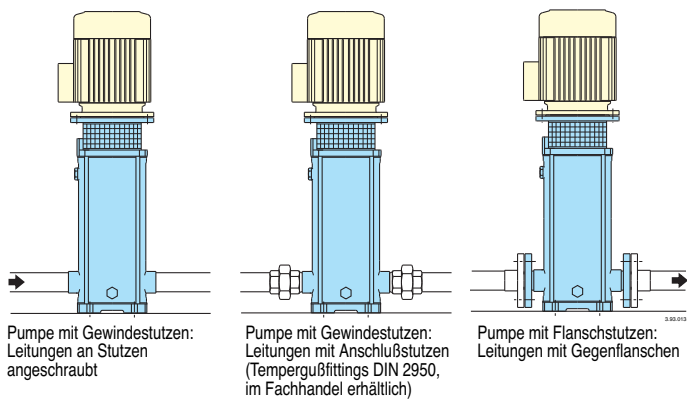 3.93.013
Pumpe mit Gewindestutzen:
Leitungen an Stutzen
angeschraubt
Pumpe mit Gewindestutzen:
Leitungen mit Anschlußstutzen
(Tempergußfittings DIN 2950,
im Fachhandel erhältlich)
Pumpe mit Flanschstutzen:
Leitungen mit Gegenflanschen